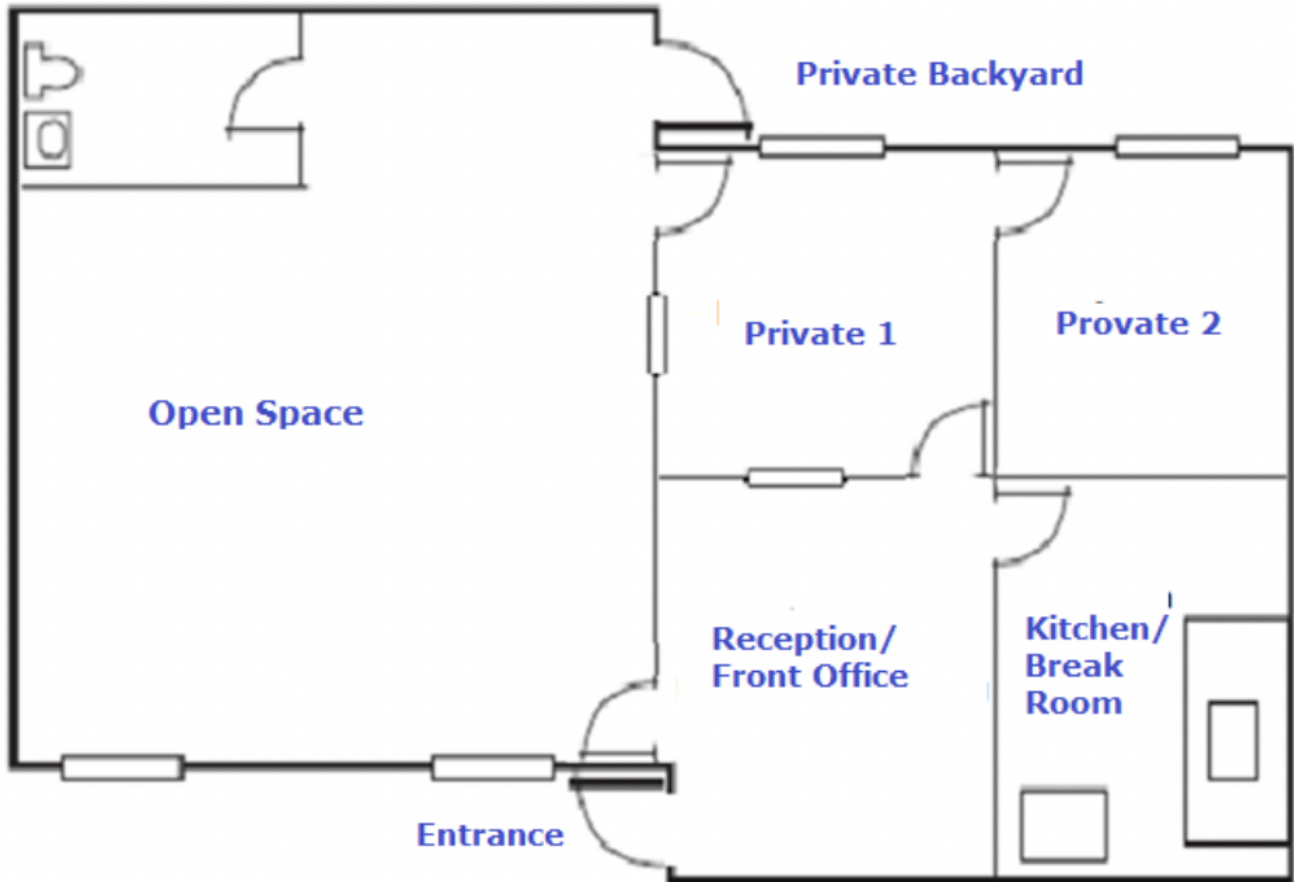 Private Backyard
Private 1
Provate 2
Open Space
Reception/
Front Office
Kitchen/
Break
Room
Entrance